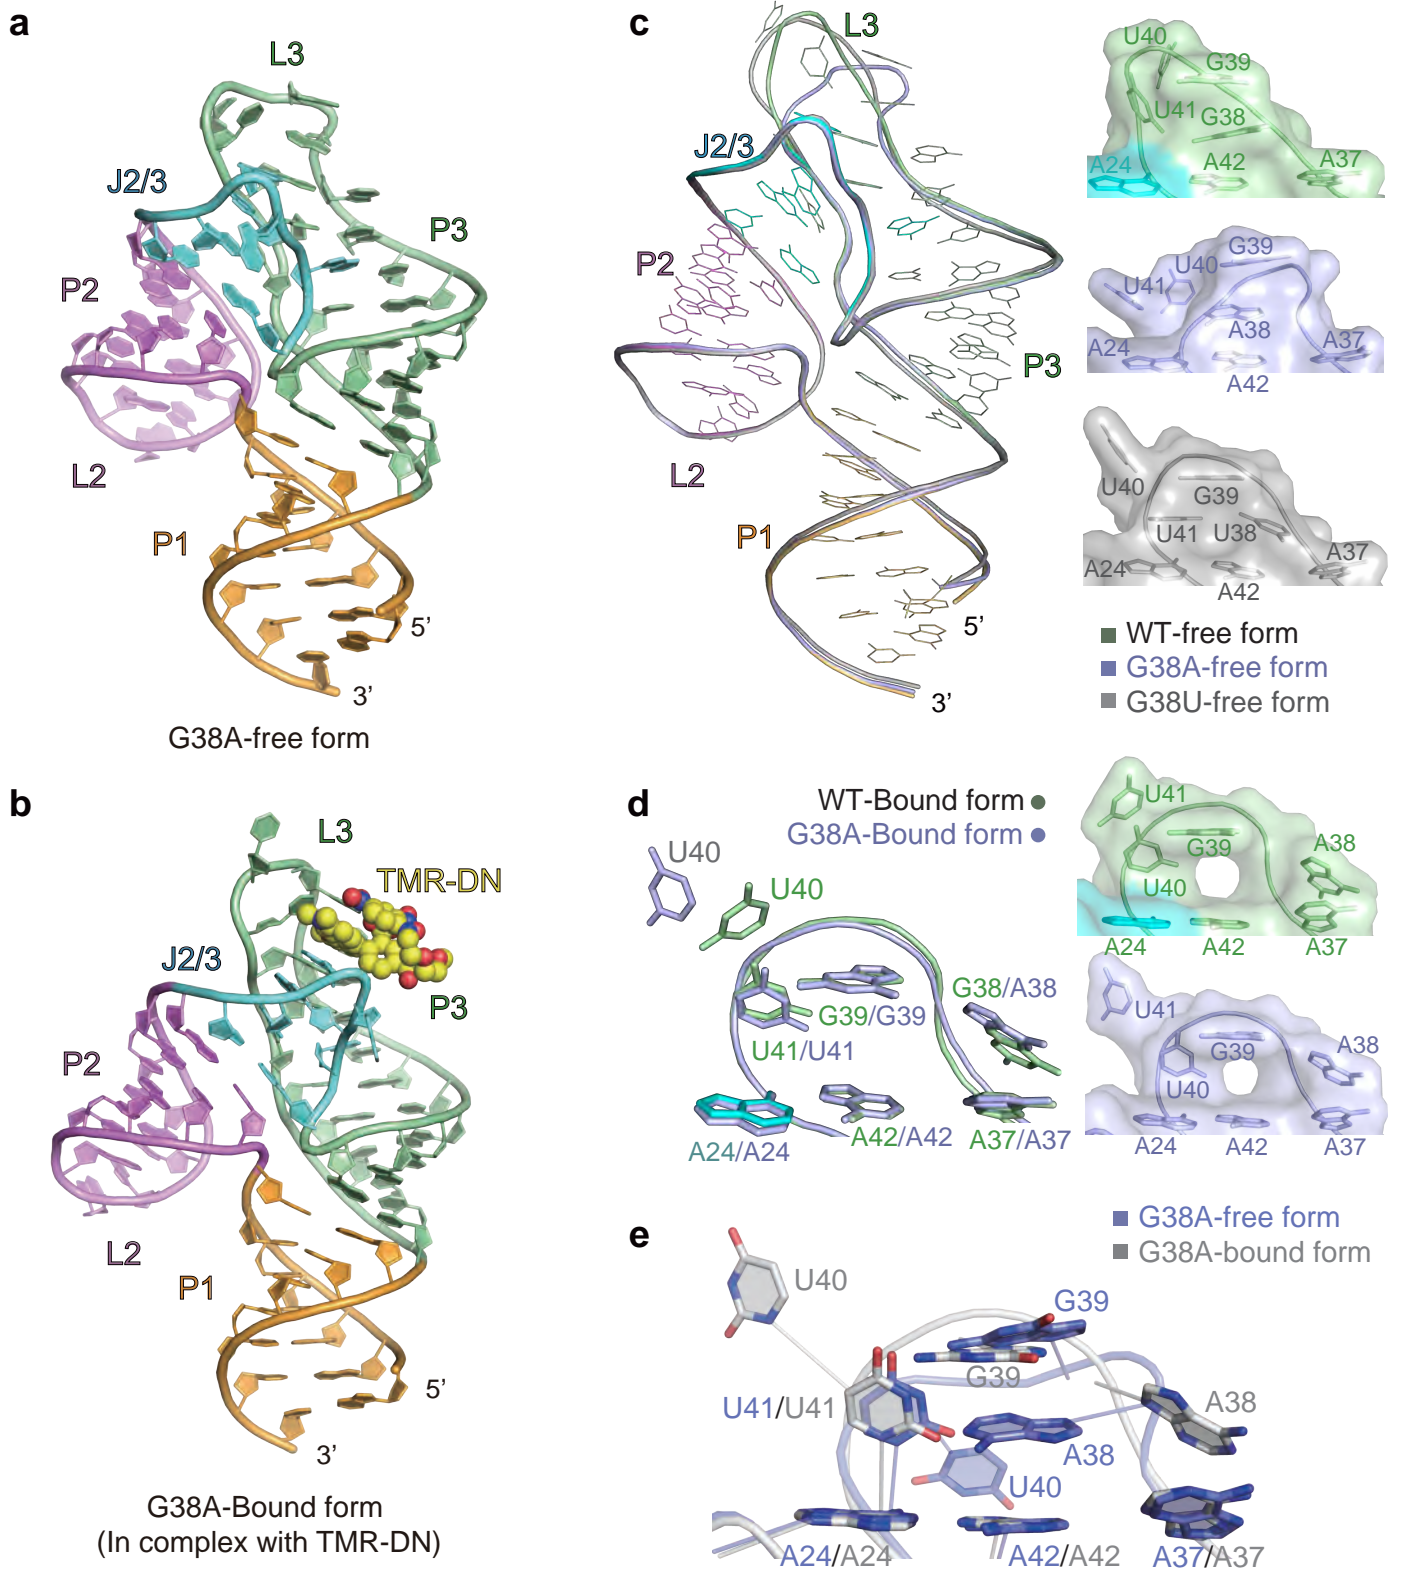 a
L3
J2/3
P3
P2
L2
P1
5’
3’
G38A-free form
b
L3
TMR-DN
J2/3
P3
P2
L2
P1
5’
3’
G38A-Bound form
(In complex with TMR-DN)
c
L3
J2/3
P2
P3
L2
P1
5’
3’
U40
G39
U41
G38
A24
A42
A37
G39
U40
U41
A38
A24
A37
A42
U40
G39
U41
U38
A37
A24
A42
WT-free form
G38A-free form
G38U-free form
d
WT-Bound form
G38A-Bound form
U40
U40
G38/A38
G39/G39
U41/U41
A42/A42
A37/A37
A24/A24
U41
G39
A38
U40
A24
A42
A37
U41
G39
A38
U40
A24
A42
A37
e
G38A-free form
G38A-bound form
U40
G39
G39
U41/U41
A38
A38
U40
A24/A24
A42/A42
A37/A37